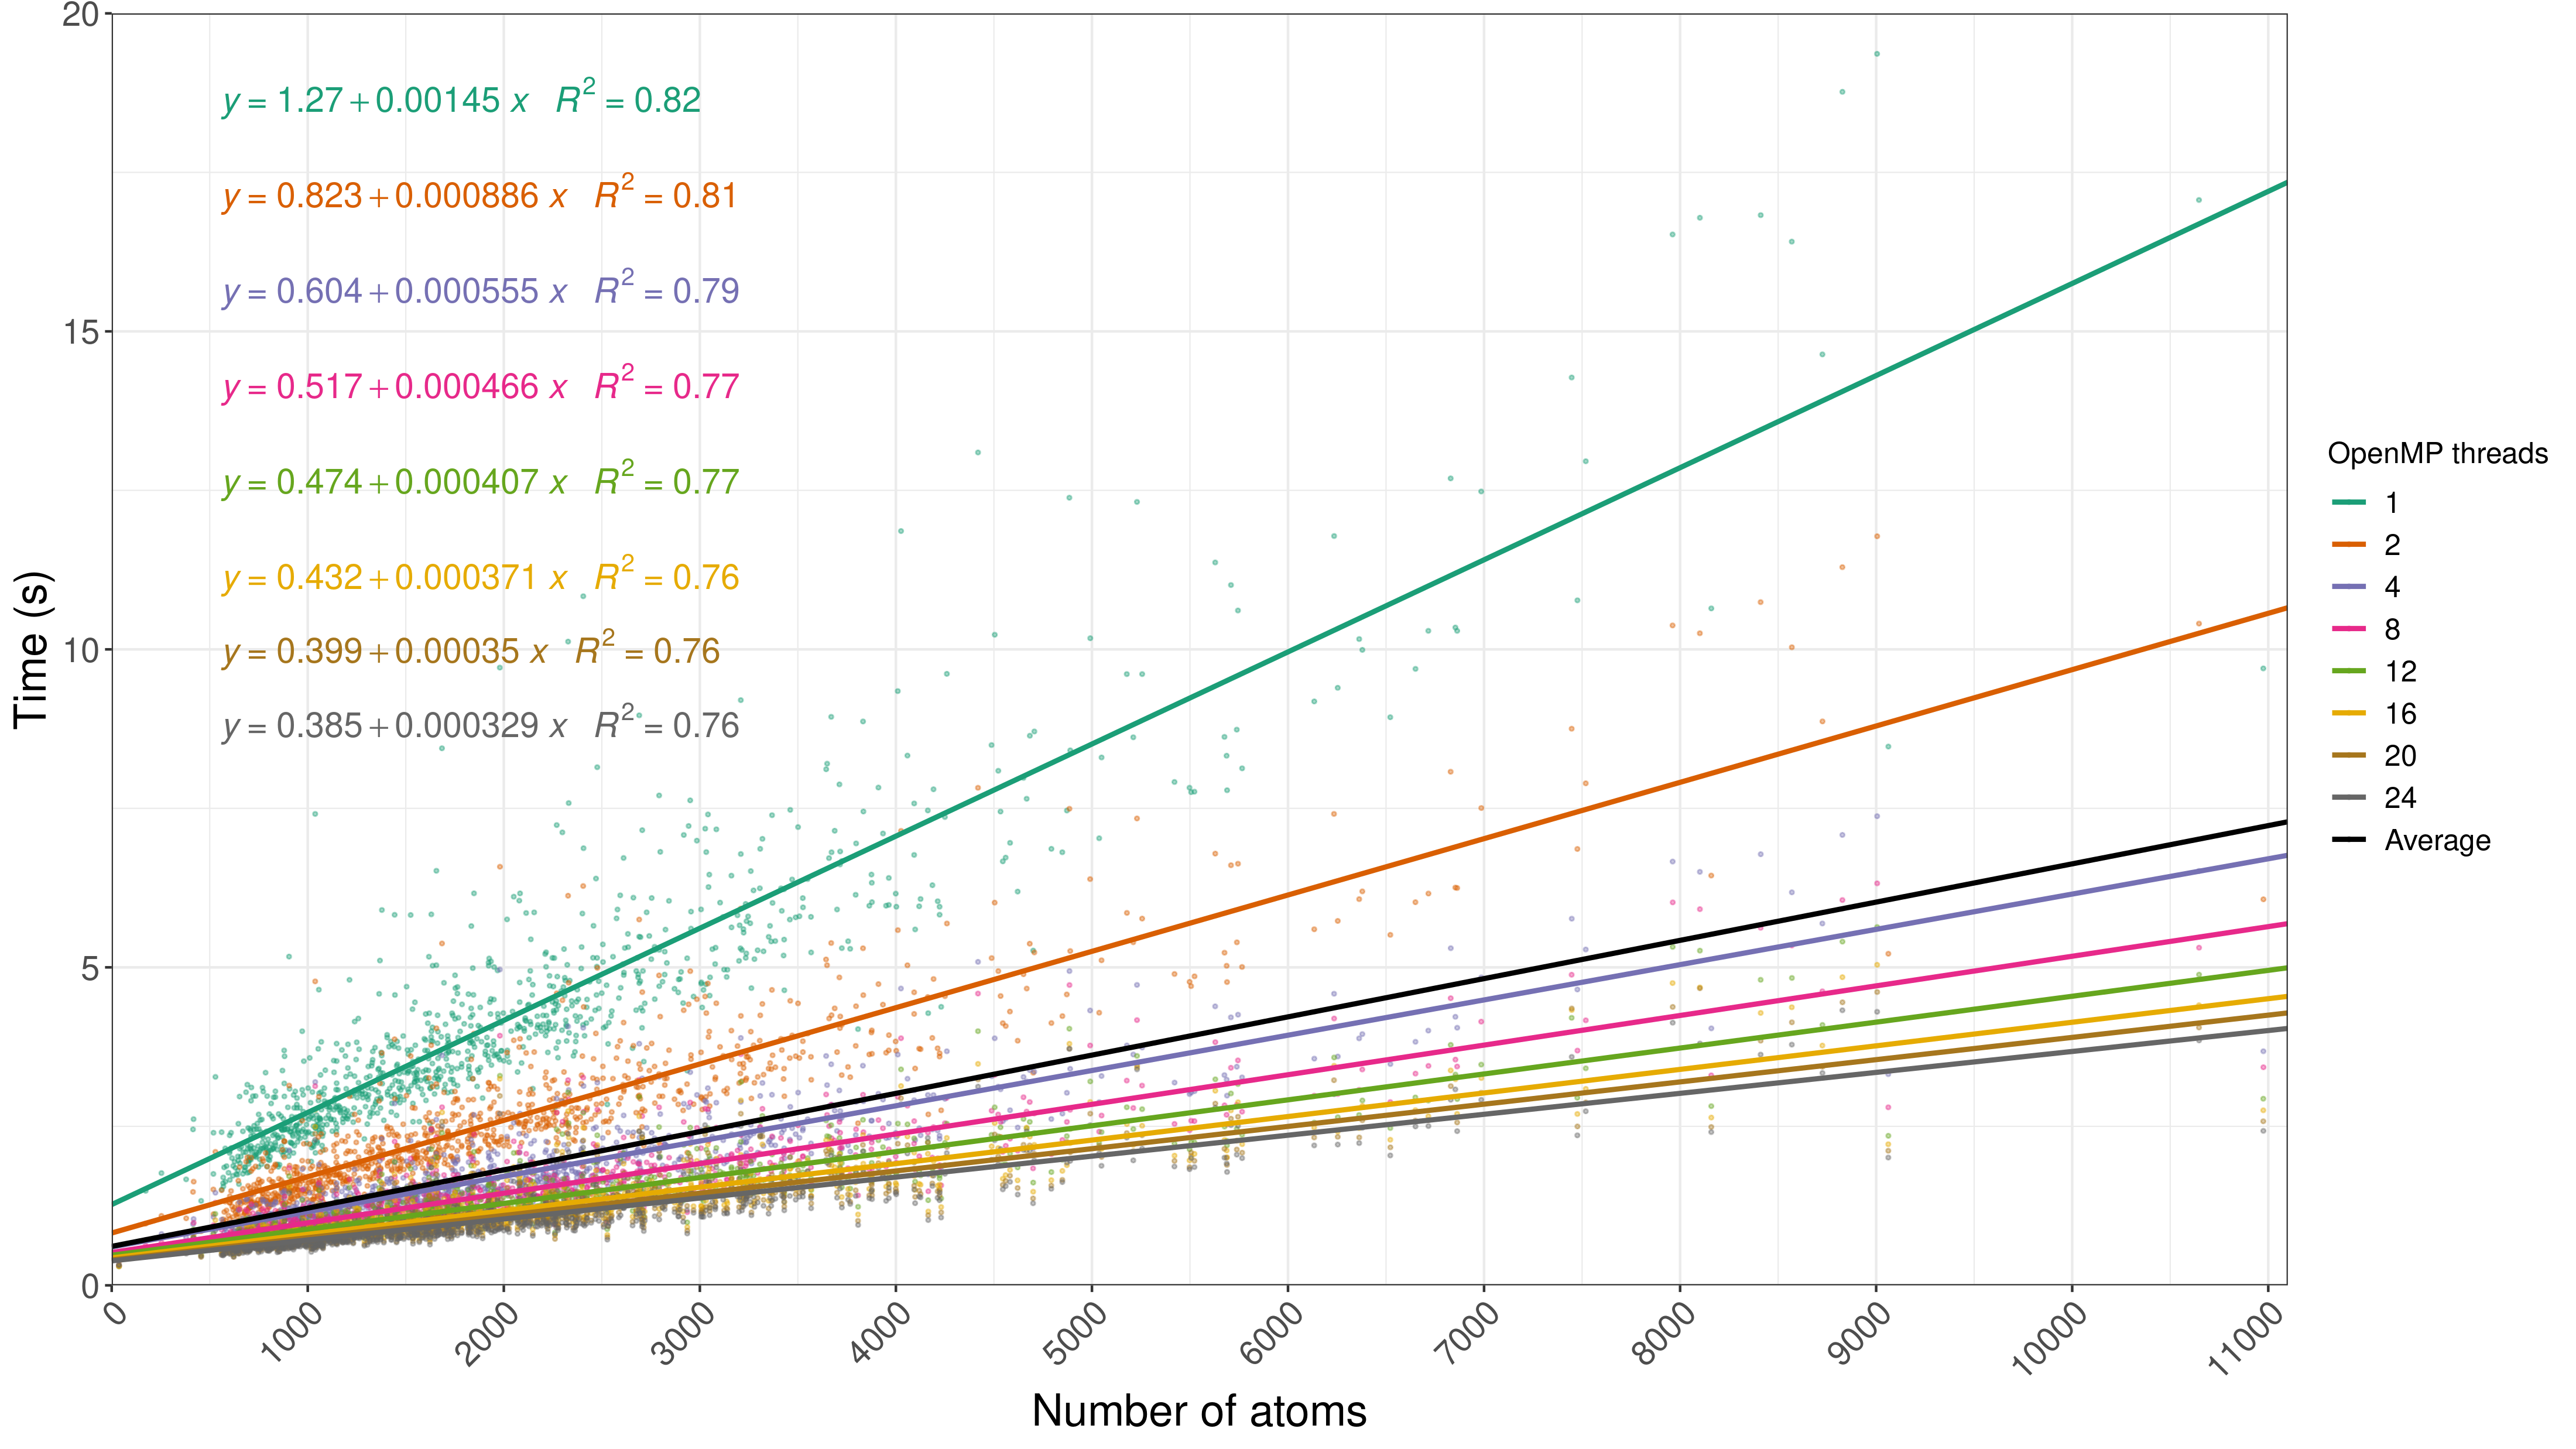 20
15
10
5
0
Time (s)
y = 1.27+0.00145 x R² = 0.82
y = 0.823+0.000886 x R² = 0.81
y = 0.604+0.000555 x R² = 0.79
y = 0.517+0.000466 x R² = 0.77
y = 0.474+0.000407 x R² = 0.77
y = 0.432+0.000371 x R² = 0.76
y = 0.399+0.00035 x R² = 0.76
y = 0.385+0.000329 x R² = 0.76
0
1000
2000
3000
4000
5000
6000
7000
8000
9000
10000
11000
Number of atoms
OpenMP threads
1
2
4
8
12
16
20
24
Average